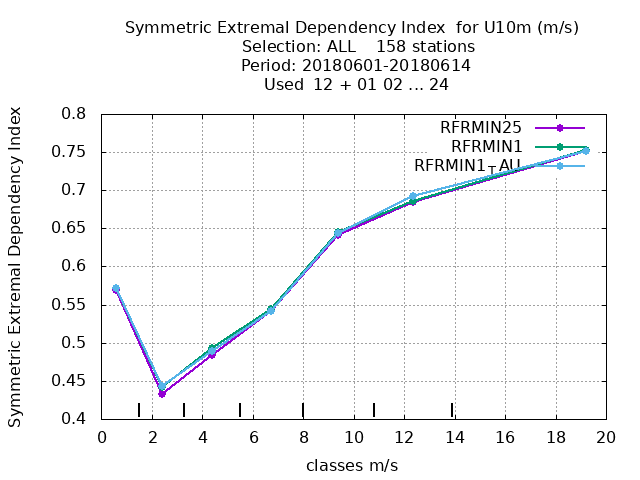 Symmetric Extremal Dependency Index for U10m (m/s)
Selection: ALL 158 stations
Period: 20180601-20180614
Used 12 + 01 02 ... 24
Symmetric Extremal Dependency Index
0.8
0.75
0.7
0.65
0.6
0.55
0.5
0.45
0.4
RFRMIN25
RFRMIN1
RFRMIN1TAU
0 2 4 6 8 10 12 14 16 18 20
classes m/s